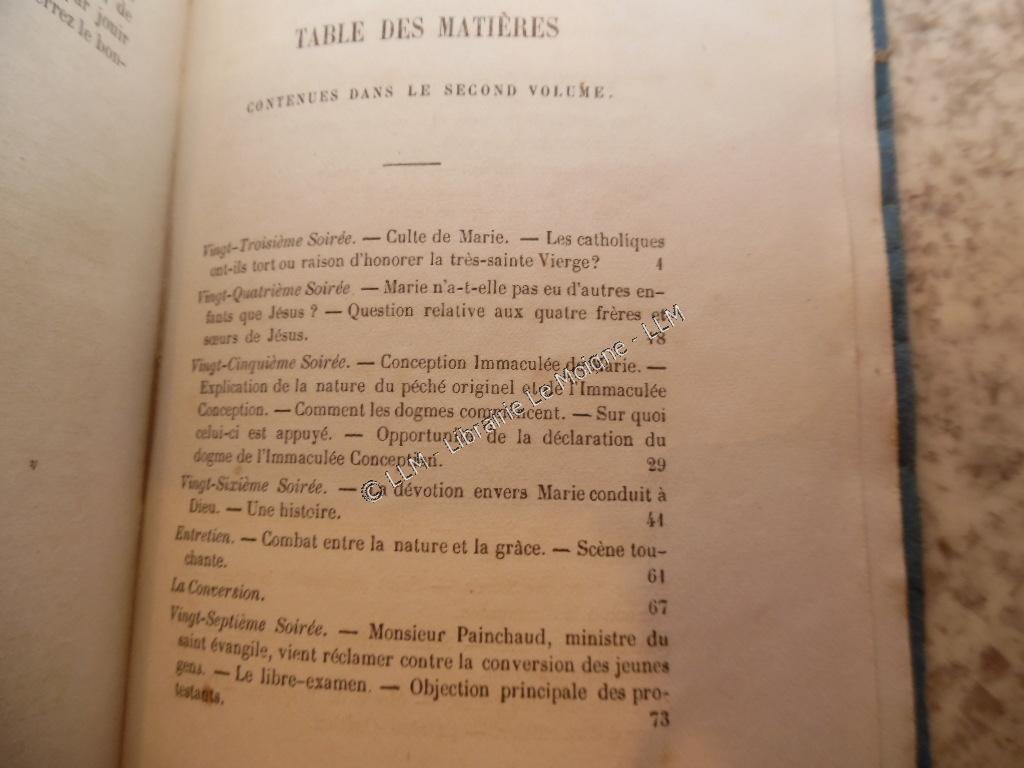 de
jouir
errez le bon-
TABLE DES MATIÈRES
CONTENUES DANS LE SECOND VOLUME.
Vingt-Troisième Soirée. — Culte de Marie. — Les catholiques
ont-ils tort ou raison d'honorer la très-sainte Vierge? 1
Vingt-Quatrième Soirée — Marie n'a-t-elle pas eu d'autres en-
fants que Jésus ? — Question relative aux quatre frères et
sœurs de Jésus. 18
Vingt-Cinquième Soirée. — Conception Immaculée de Marie. —
Explication de la nature du péché originel et de l'Immaculée
Conception. — Comment les dogmes commencent. — Sur quoi
celui-ci est appuyé. — Opportunité de la déclaration du
dogme de l'Immaculée Conception. 29
Vingt-Sixième Soirée. — La dévotion envers Marie conduit à
Dieu. — Une histoire. 41
Entretien. — Combat entre la nature et la grâce. — Scène tou-
chante. 61
La Conversion. 67
Vingt-Septième Soirée. — Monsieur Painchaud, ministre du
saint évangile, vient réclamer contre la conversion des jeunes
gens. — Le libre-examen. — Objection principale des pro-
testants. 73
© LLM - Librairie Le Moigne - LLM